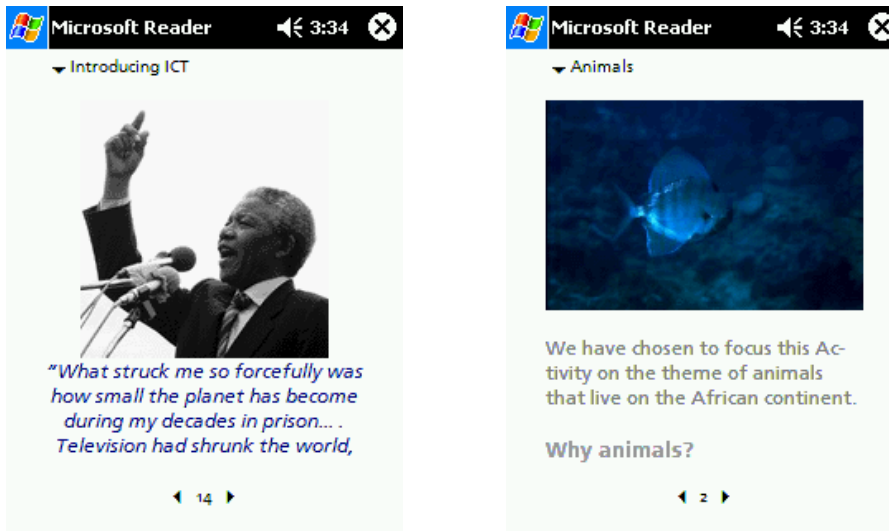 Microsoft Reader 3:34
Introducing ICT
“What struck me so forcefully was
how small the planet has become
during my decades in prison... .
Television had shrunk the world,
14
Microsoft Reader 3:34
Animals
We have chosen to focus this Ac-
tivity on the theme of animals
that live on the African continent.
Why animals?
2